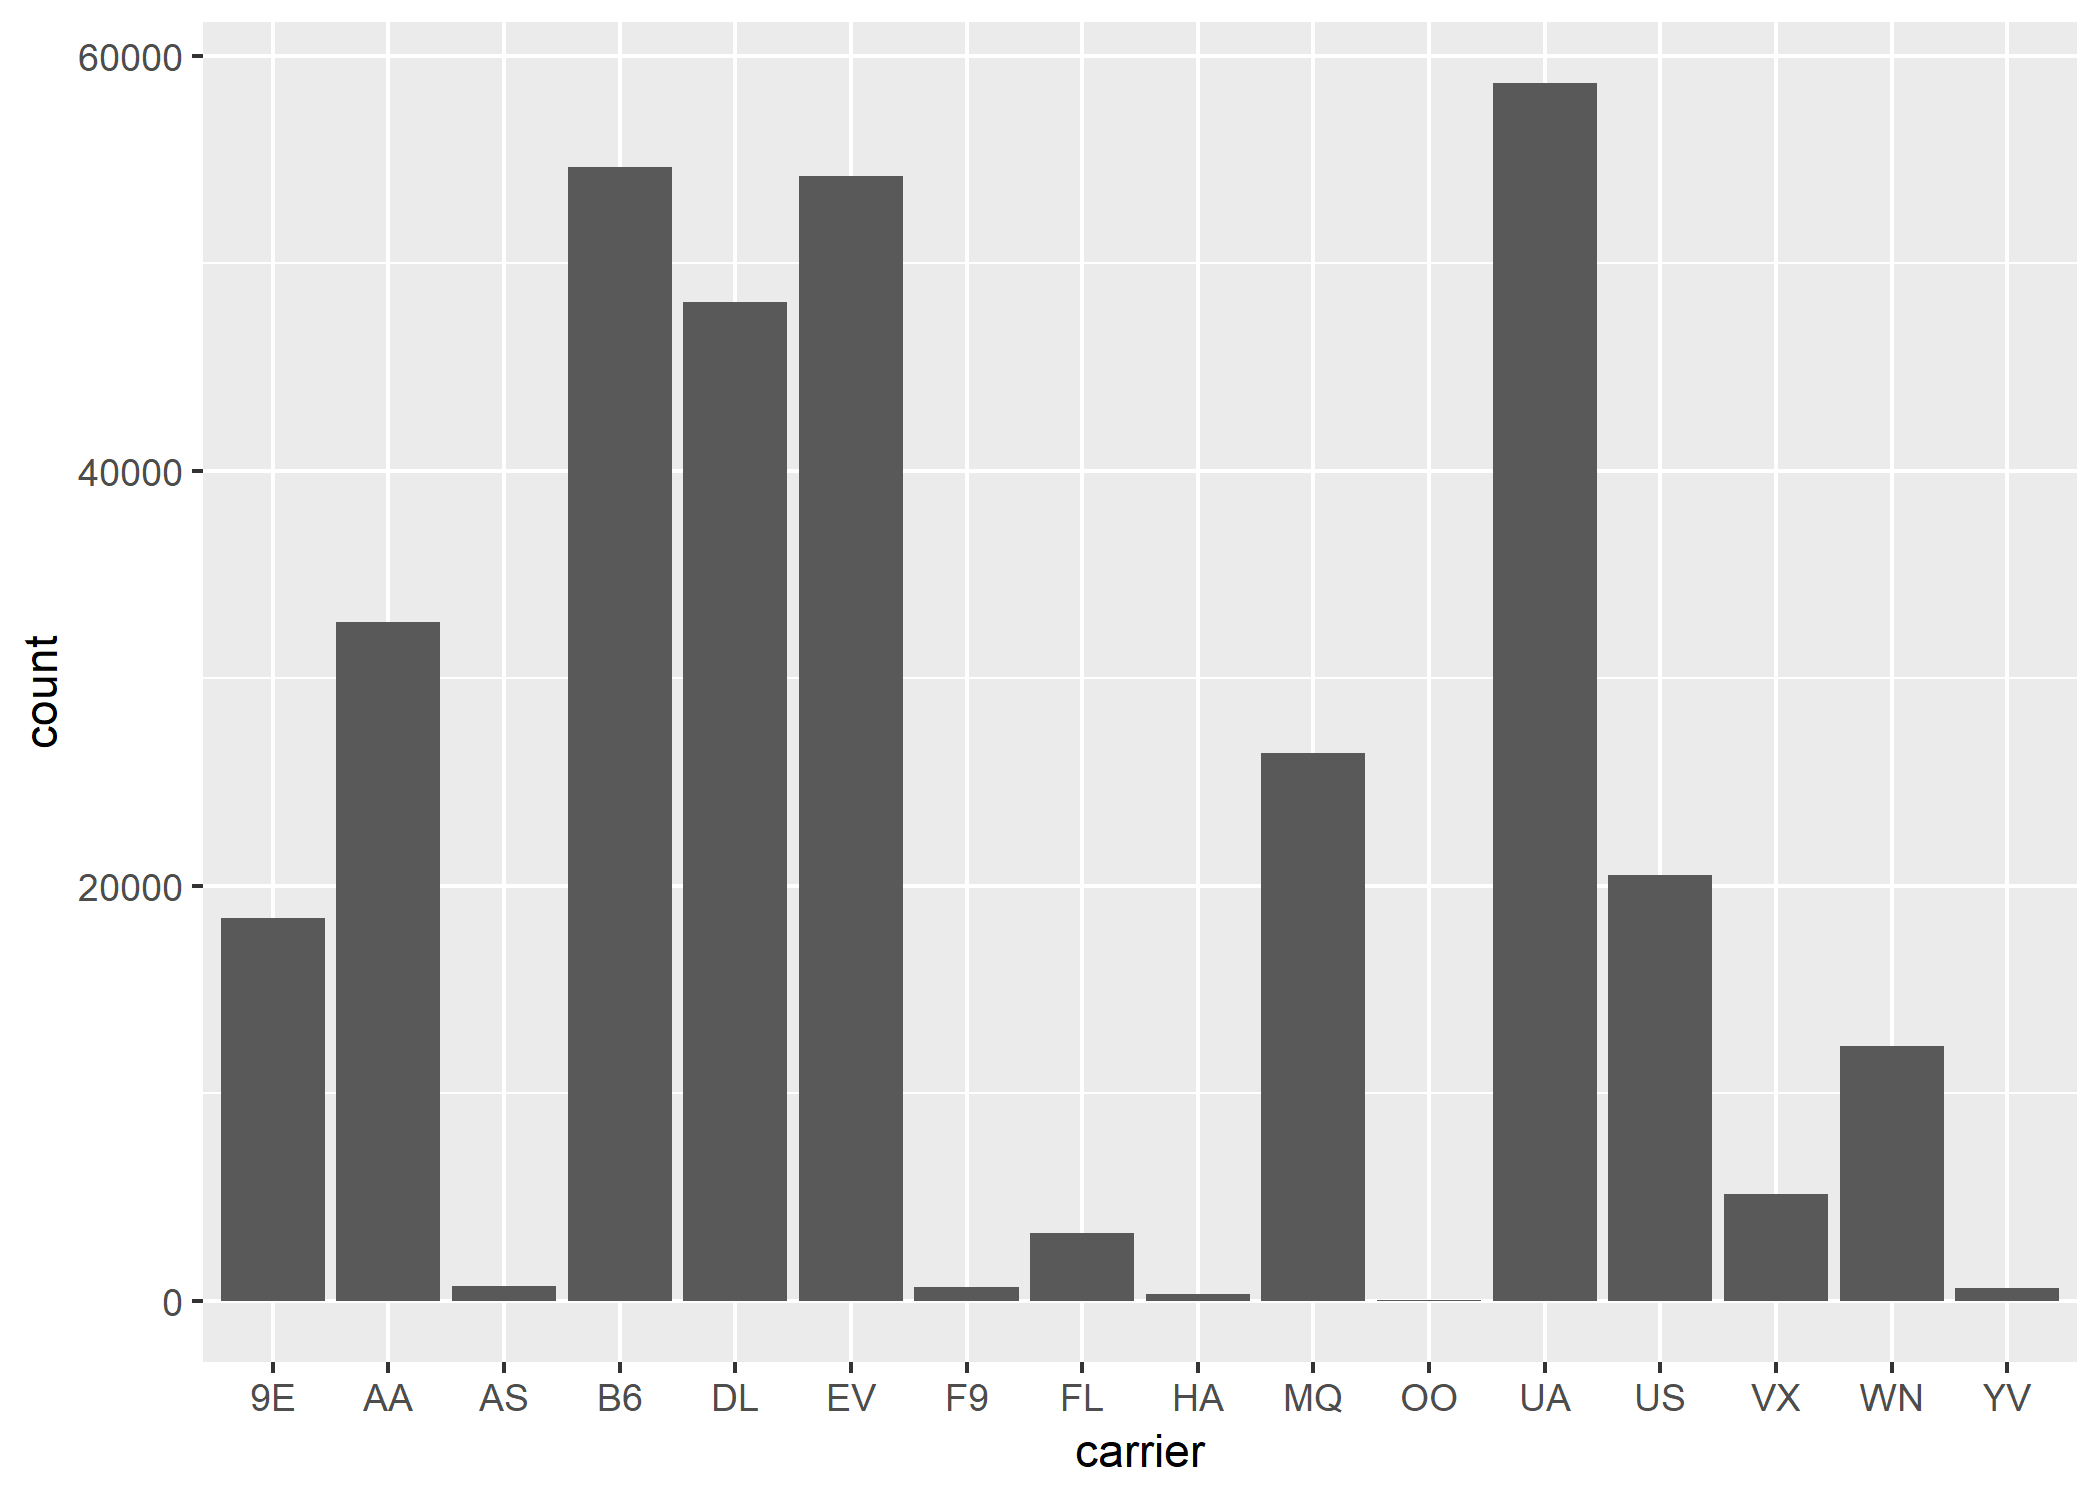 60000
40000
20000
0
count
9E AA AS B6 DL EV F9 FL HA MQ OO UA US VX WN YV
carrier